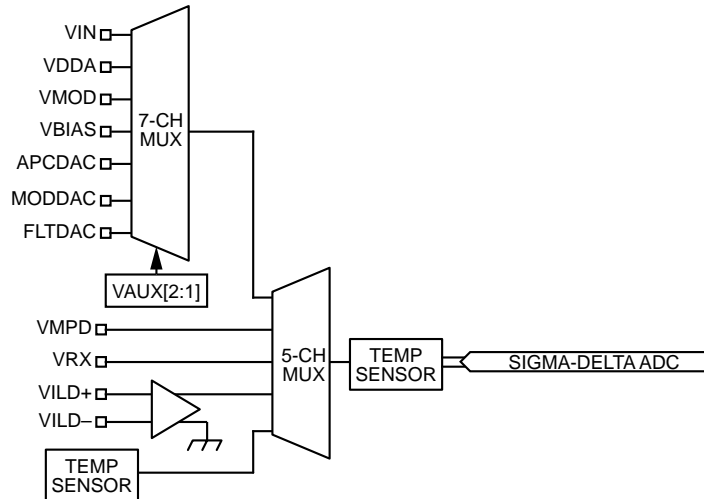 VIN
VDDA
VMOD
VBIAS
APCDAC
MODDAC
FLTDAC
7-CH
MUX
VAUX[2:1]
VMPD
VRX
VILD+
VILD–
TEMP
SENSOR
5-CH
MUX
TEMP
SENSOR
SIGMA-DELTA ADC